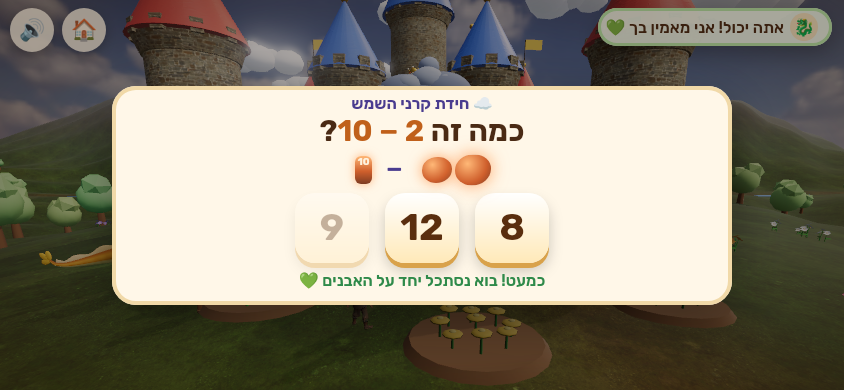 אתה יכול! אני מאמין בך 💚
☁️ חידת קרני השמש
כמה זה 10 – 2?
10 –
9 12 8
כמעט! בוא נסתכל יחד על האבנים 💚